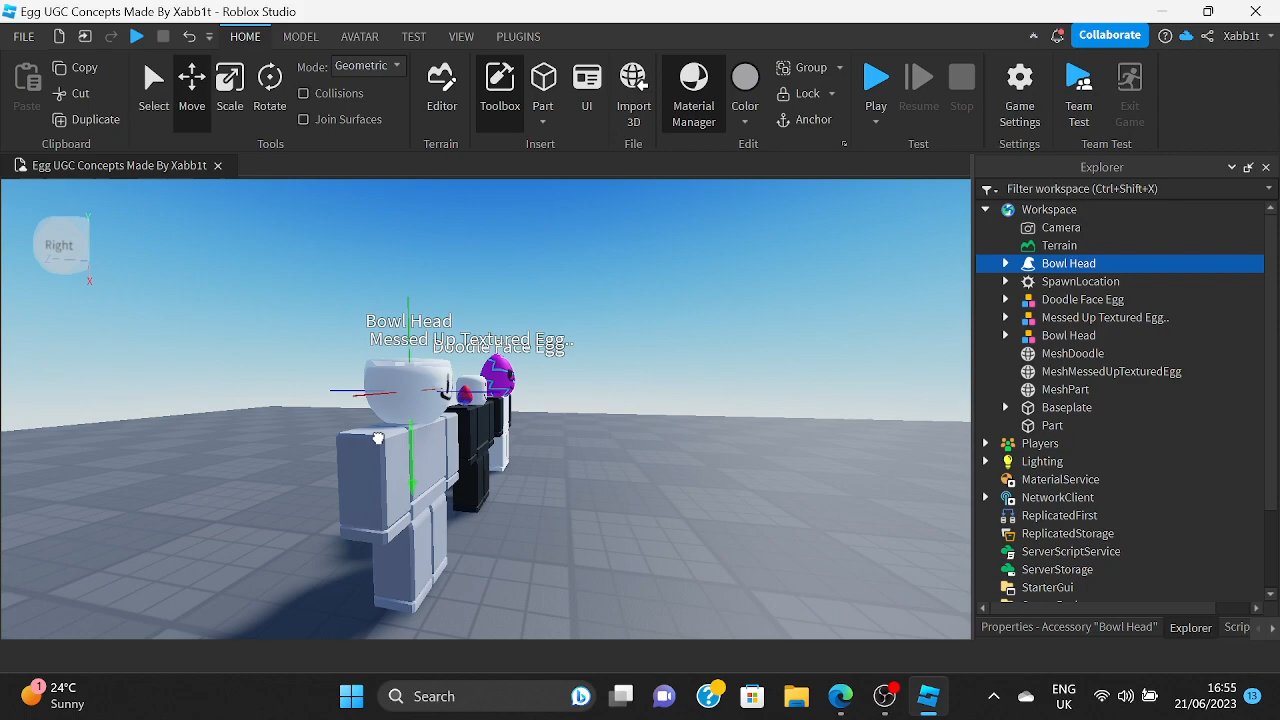 Egg UGC Concepts Made By Xabb1t - Roblox Studio
FILE HOME MODEL AVATAR TEST VIEW PLUGINS Collaborate Xabb1t
Paste Copy Cut Duplicate Clipboard
Select Move Scale Rotate Mode: Geometric Collisions Join Surfaces Tools
Editor Terrain
Toolbox Part UI Insert
Import 3D File
Material Manager Color Group Lock Anchor Edit
Play Resume Stop Test
Game Settings Settings
Team Test Exit Game Team Test
Egg UGC Concepts Made By Xabb1t
Right
Y
Z
X
Bowl Head
Messed Up Textured Egg..
Doodle Face Egg
Explorer
Filter workspace (Ctrl+Shift+X)
Workspace
Camera
Terrain
Bowl Head
SpawnLocation
Doodle Face Egg
Messed Up Textured Egg..
Bowl Head
MeshDoodle
MeshMessedUpTexturedEgg
MeshPart
Baseplate
Part
Players
Lighting
MaterialService
NetworkClient
ReplicatedFirst
ReplicatedStorage
ServerScriptService
ServerStorage
StarterGui
Properties - Accessory "Bowl Head" Explorer Scrip
1
24°C
Sunny
Search
ENG
UK
16:55
21/06/2023
13